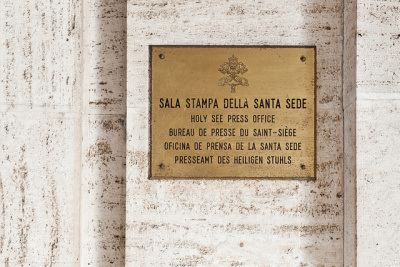 SALA STAMPA DELLA SANTA SEDE
HOLY SEE PRESS OFFICE
BUREAU DE PRESSE DU SAINT-SIÈGE
OFICINA DE PRENSA DE LA SANTA SEDE
PRESSEAMT DES HEILIGEN STUHLS